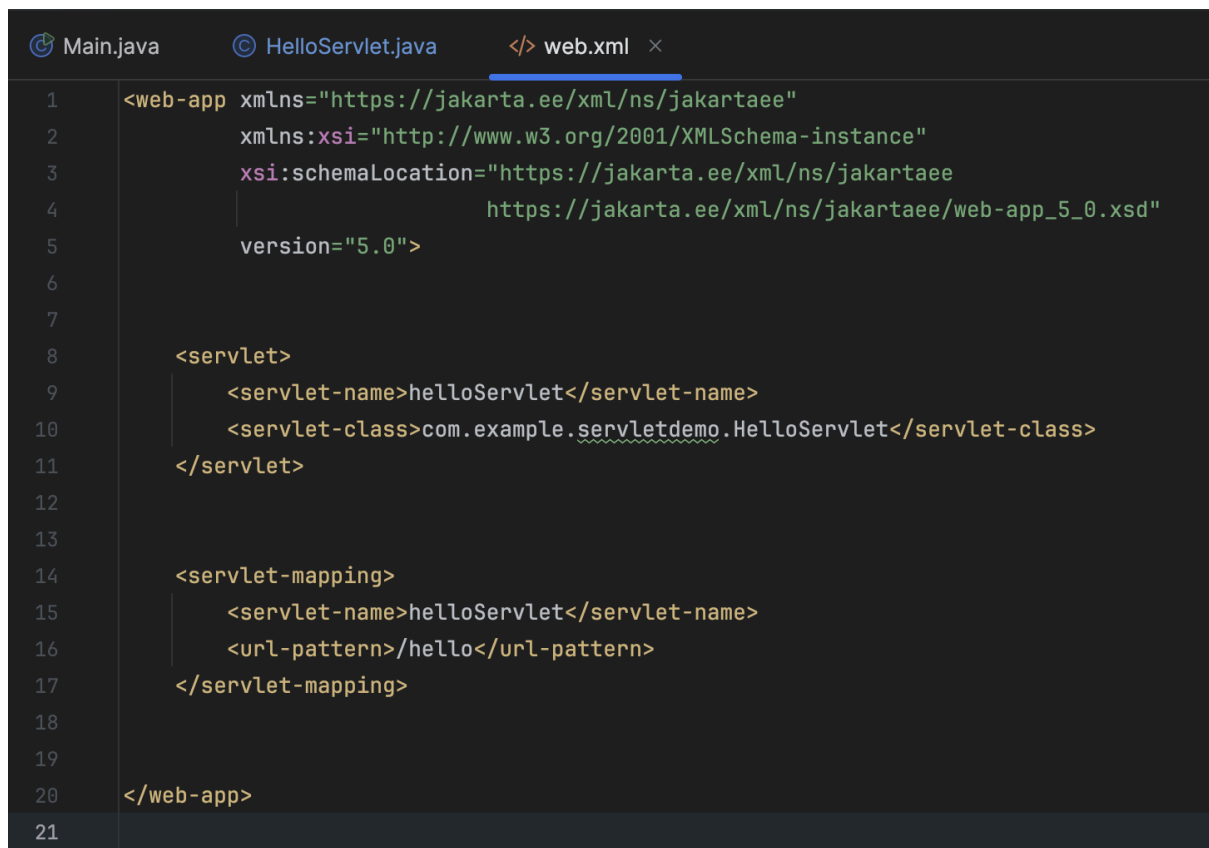 Main.java HelloServlet.java </> web.xml ×
1 <web-app xmlns="https://jakarta.ee/xml/ns/jakartaee"
2 xmlns:xsi="http://www.w3.org/2001/XMLSchema-instance"
3 xsi:schemaLocation="https://jakarta.ee/xml/ns/jakartaee
4 https://jakarta.ee/xml/ns/jakartaee/web-app_5_0.xsd"
5 version="5.0">
6
7
8 <servlet>
9 <servlet-name>helloServlet</servlet-name>
10 <servlet-class>com.example.servletdemo.HelloServlet</servlet-class>
11 </servlet>
12
13
14 <servlet-mapping>
15 <servlet-name>helloServlet</servlet-name>
16 <url-pattern>/hello</url-pattern>
17 </servlet-mapping>
18
19
20 </web-app>
21